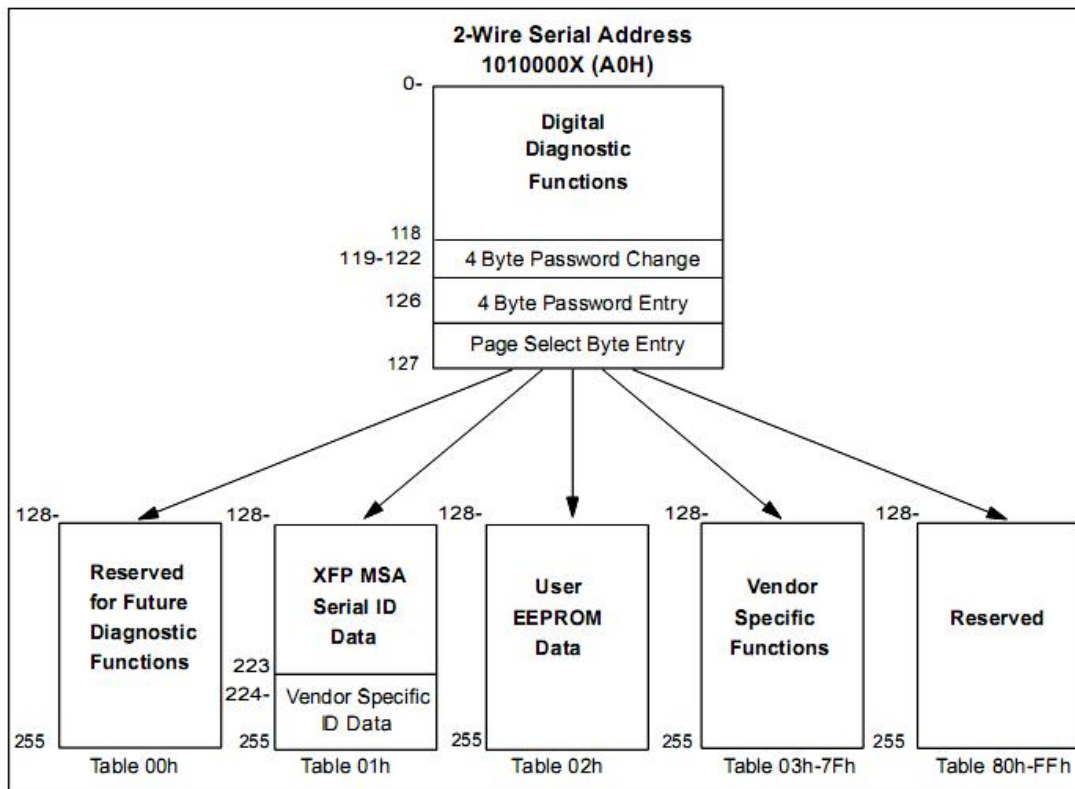 2-Wire Serial Address
1010000X (A0H)
0-
Digital
Diagnostic
Functions
118
119-122
4 Byte Password Change
126
4 Byte Password Entry
Page Select Byte Entry
127
128-
128-
128-
128-
128-
Reserved
for Future
Diagnostic
Functions
XFP MSA
Serial ID
Data
User
EEPROM
Data
Vendor
Specific
Functions
Reserved
223
224-
Vendor Specific
ID Data
255
255
255
255
255
Table 00h
Table 01h
Table 02h
Table 03h-7Fh
Table 80h-FFh